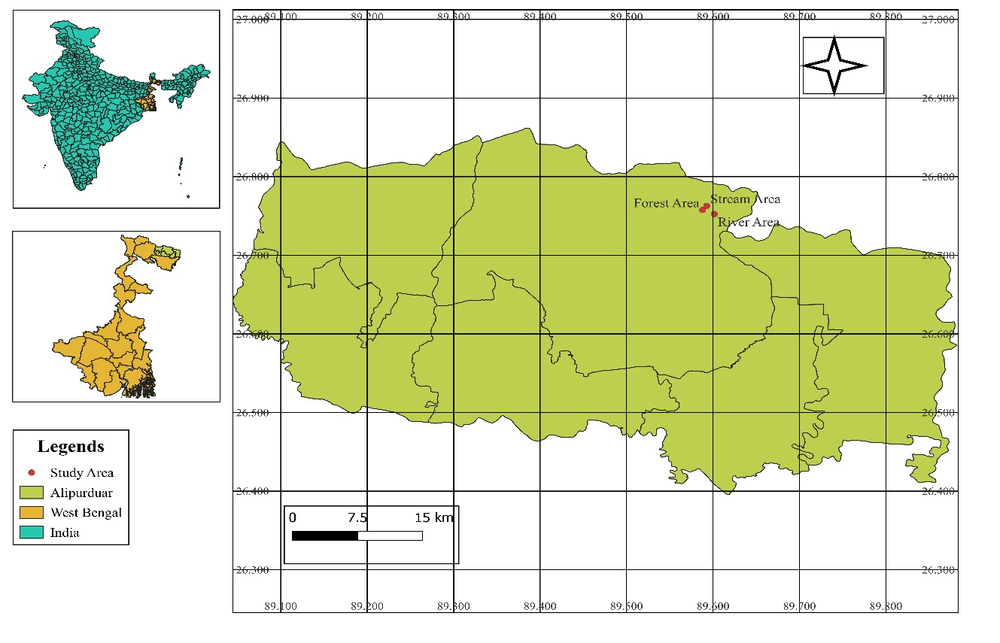 89.100 89.200 89.300 89.400 89.500 89.600 89.700 89.800
27.000 27.000
26.900 26.900
26.800 26.800
Forest Area Stream Area
River Area
26.700 26.700
26.600 26.600
26.500 26.500
26.400 26.400
0 7.5 15 km
26.300 26.300
89.100 89.200 89.300 89.400 89.500 89.600 89.700 89.800
Legends
Study Area
Alipurduar
West Bengal
India